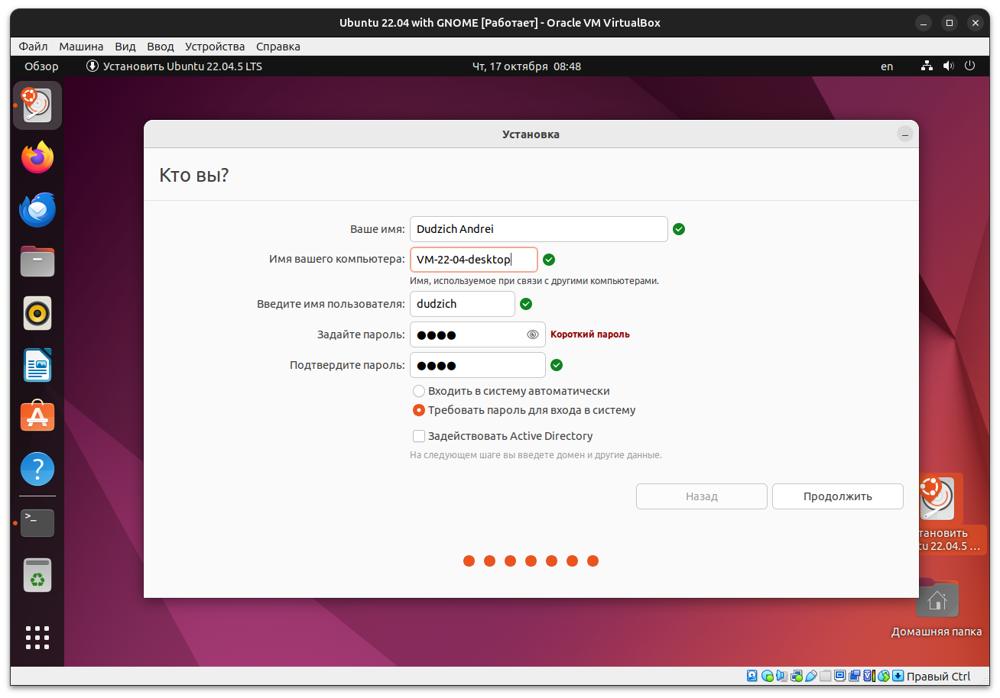 Ubuntu 22.04 with GNOME [Работает] - Oracle VM VirtualBox
Файл Машина Вид Ввод Устройства Справка
Обзор Установить Ubuntu 22.04.5 LTS Чт, 17 октября 08:48 en
Установка
Кто вы?
Ваше имя: Dudzich Andrei
Имя вашего компьютера: VM-22-04-desktop
Имя, используемое при связи с другими компьютерами.
Введите имя пользователя: dudzich
Задайте пароль: ●●●● Короткий пароль
Подтвердите пароль: ●●●●
Входить в систему автоматически
Требовать пароль для входа в систему
Задействовать Active Directory
На следующем шаге вы введете домен и другие данные.
Назад Продолжить
тановить
tu 22.04.5 ...
Домашняя папка
Правый Ctrl